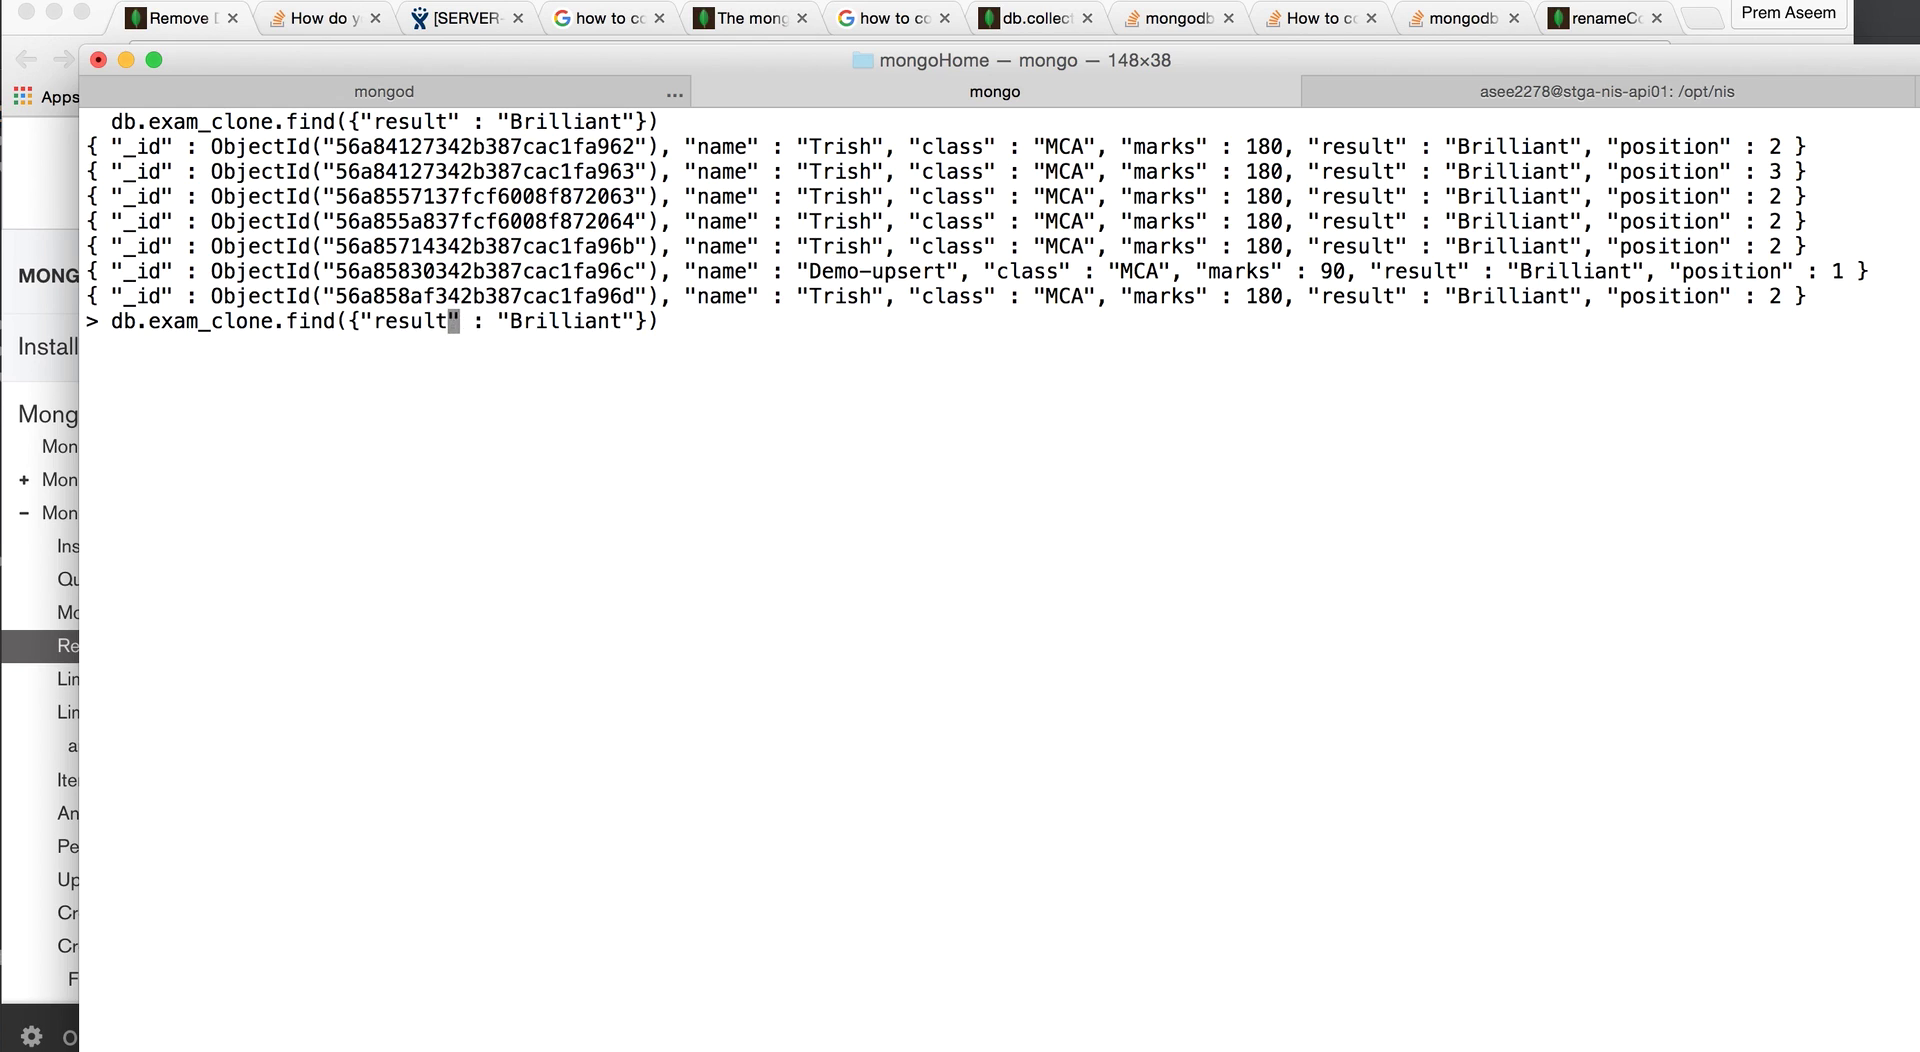 Remove D
How do y
[SERVER-
how to co
The mong
how to co
db.collect
mongodb
How to co
mongodb
renameCo
Prem Aseem
mongoHome — mongo — 148×38
Apps
mongod ...
mongo
asee2278@stga-nis-api01: /opt/nis
db.exam_clone.find({"result" : "Brilliant"})
{ "_id" : ObjectId("56a84127342b387cac1fa962"), "name" : "Trish", "class" : "MCA", "marks" : 180, "result" : "Brilliant", "position" : 2 }
{ "_id" : ObjectId("56a84127342b387cac1fa963"), "name" : "Trish", "class" : "MCA", "marks" : 180, "result" : "Brilliant", "position" : 3 }
{ "_id" : ObjectId("56a8557137fcf6008f872063"), "name" : "Trish", "class" : "MCA", "marks" : 180, "result" : "Brilliant", "position" : 2 }
{ "_id" : ObjectId("56a855a837fcf6008f872064"), "name" : "Trish", "class" : "MCA", "marks" : 180, "result" : "Brilliant", "position" : 2 }
{ "_id" : ObjectId("56a85714342b387cac1fa96b"), "name" : "Trish", "class" : "MCA", "marks" : 180, "result" : "Brilliant", "position" : 2 }
{ "_id" : ObjectId("56a85830342b387cac1fa96c"), "name" : "Demo-upsert", "class" : "MCA", "marks" : 90, "result" : "Brilliant", "position" : 1 }
{ "_id" : ObjectId("56a858af342b387cac1fa96d"), "name" : "Trish", "class" : "MCA", "marks" : 180, "result" : "Brilliant", "position" : 2 }
> db.exam_clone.find({"result" : "Brilliant"})
MONG
Install
Mong
Mon
+ Mon
- Mon
Ins
Qu
Mo
Re
Lim
Lim
a
Ite
An
Pe
Up
Cr
Cr
F
O